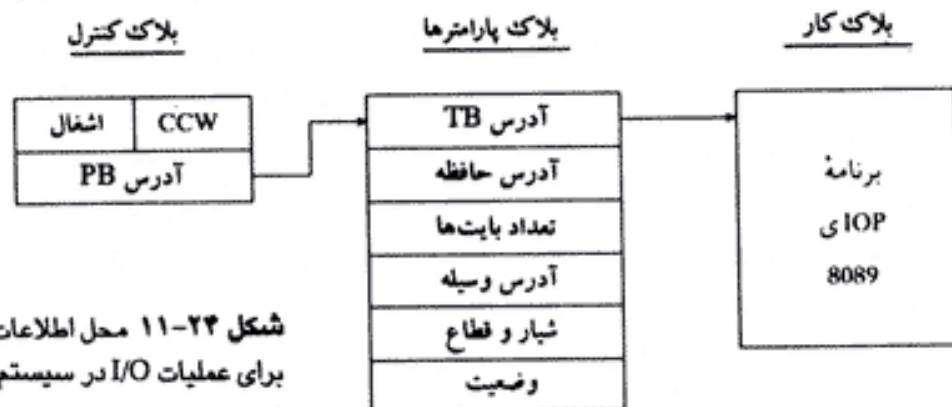 بلاک کنترل
اشغال
CCW
آدرس PB
بلاک پارامترها
آدرس TB
آدرس حافظه
تعداد بایت‌ها
آدرس وسیله
شیار و قطاع
وضعیت
بلاک کار
برنامهٔ
IOP ی
8089
شکل ۲۴-۱۱ محل اطلاعات
برای عملیات I/O در سیستم